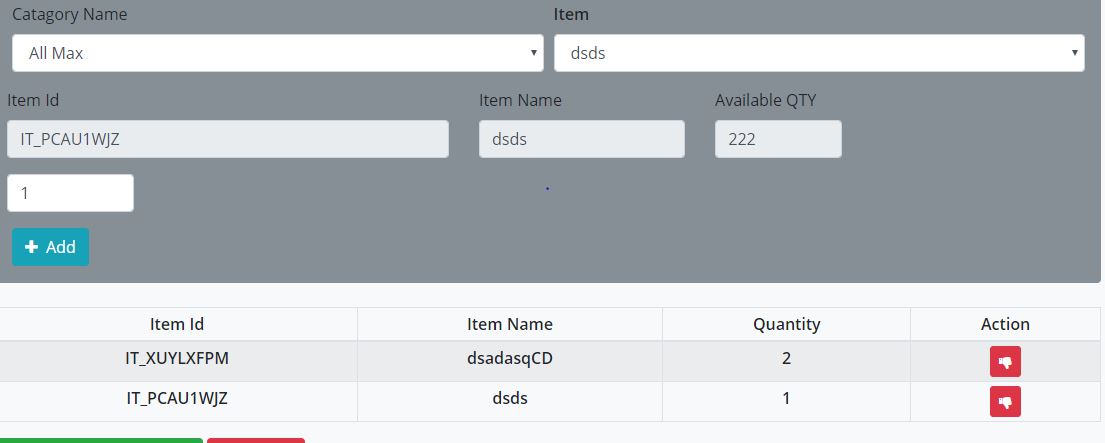 Catagory Name Item
All Max dsds
Item Id Item Name Available QTY
IT_PCAU1WJZ dsds 222
1
Add
Item Id Item Name Quantity Action
IT_XUYLXFPM dsadasqCD 2
IT_PCAU1WJZ dsds 1